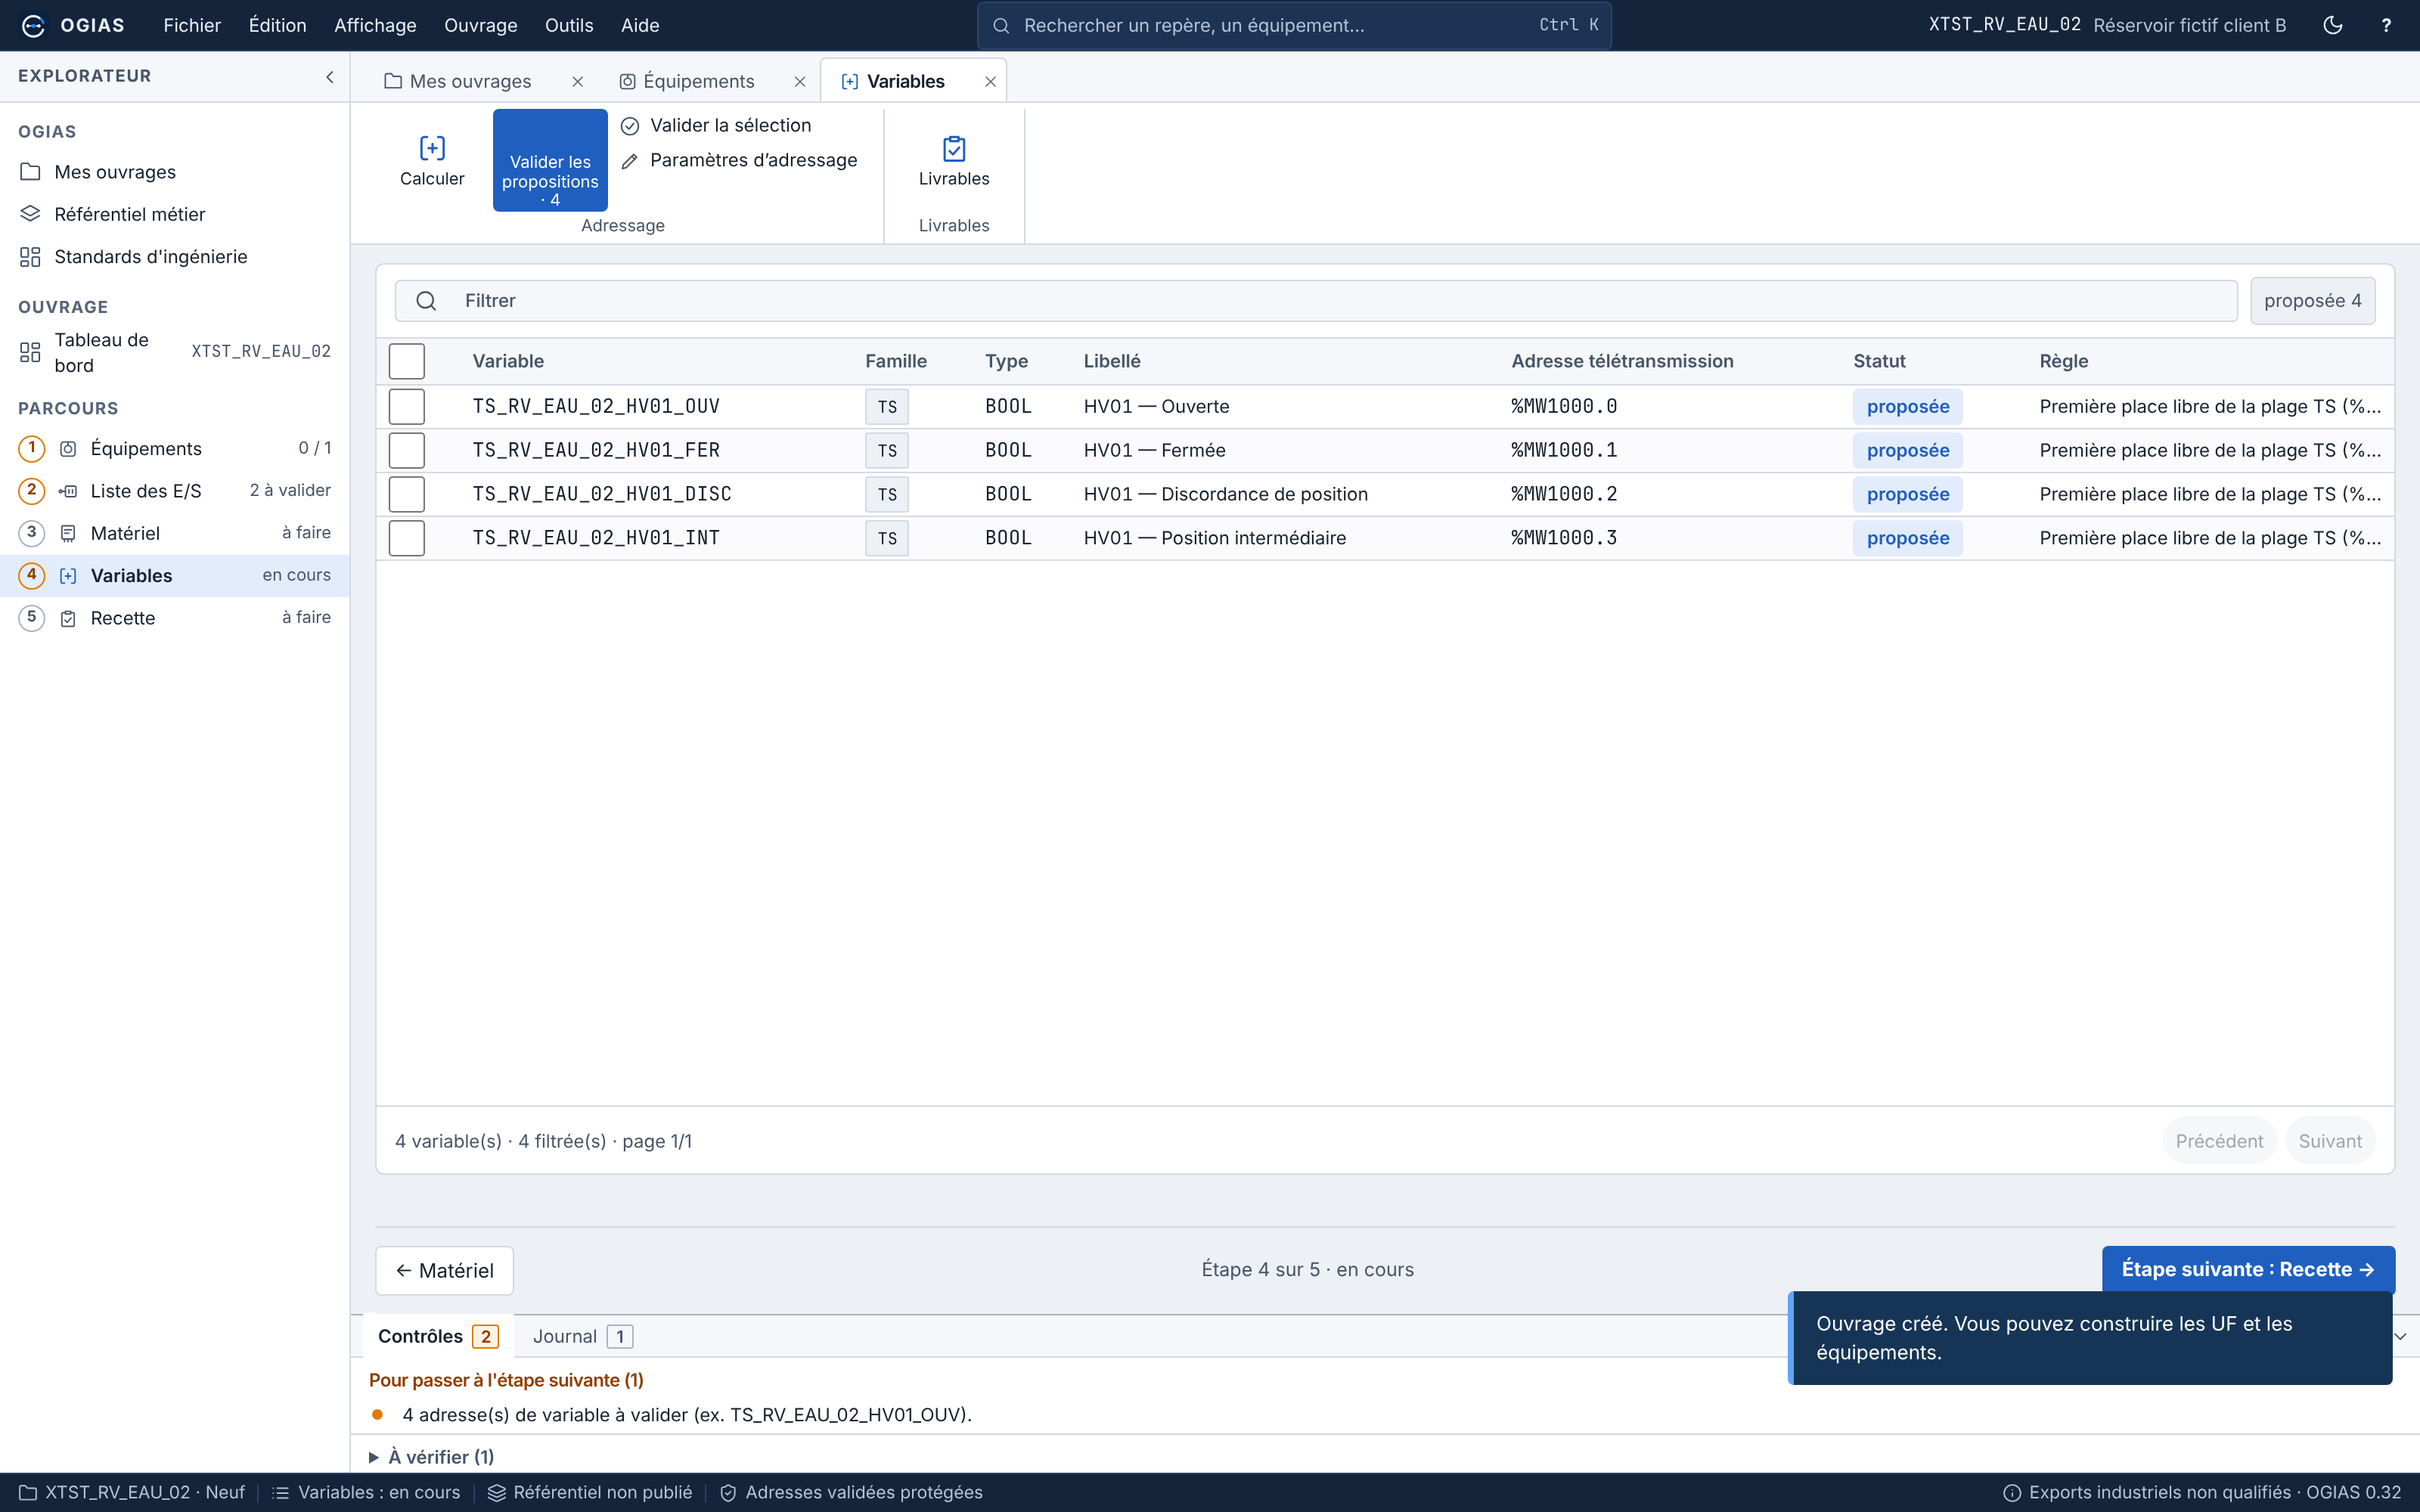 OGIAS Fichier Édition Affichage Ouvrage Outils Aide Rechercher un repère, un équipement... Ctrl K XTST_RV_EAU_02 Réservoir fictif client B ?
EXPLORATEUR
Mes ouvrages Équipements Variables
OGIAS
Mes ouvrages
Référentiel métier
Standards d'ingénierie
OUVRAGE
Tableau de bord XTST_RV_EAU_02
PARCOURS
1 Équipements 0 / 1
2 Liste des E/S 2 à valider
3 Matériel à faire
4 Variables en cours
5 Recette à faire
Calculer
Valider les
propositions
· 4
Valider la sélection
Paramètres d’adressage
Adressage
Livrables
Livrables
Filtrer proposée 4
Variable Famille Type Libellé Adresse télétransmission Statut Règle
TS_RV_EAU_02_HV01_OUV TS BOOL HV01 — Ouverte %MW1000.0 proposée Première place libre de la plage TS (%...
TS_RV_EAU_02_HV01_FER TS BOOL HV01 — Fermée %MW1000.1 proposée Première place libre de la plage TS (%...
TS_RV_EAU_02_HV01_DISC TS BOOL HV01 — Discordance de position %MW1000.2 proposée Première place libre de la plage TS (%...
TS_RV_EAU_02_HV01_INT TS BOOL HV01 — Position intermédiaire %MW1000.3 proposée Première place libre de la plage TS (%...
4 variable(s) · 4 filtrée(s) · page 1/1 Précédent Suivant
← Matériel Étape 4 sur 5 · en cours Étape suivante : Recette →
Contrôles 2 Journal 1
Ouvrage créé. Vous pouvez construire les UF et les
équipements.
Pour passer à l'étape suivante (1)
4 adresse(s) de variable à valider (ex. TS_RV_EAU_02_HV01_OUV).
À vérifier (1)
XTST_RV_EAU_02 · Neuf Variables : en cours Référentiel non publié Adresses validées protégées Exports industriels non qualifiés · OGIAS 0.32